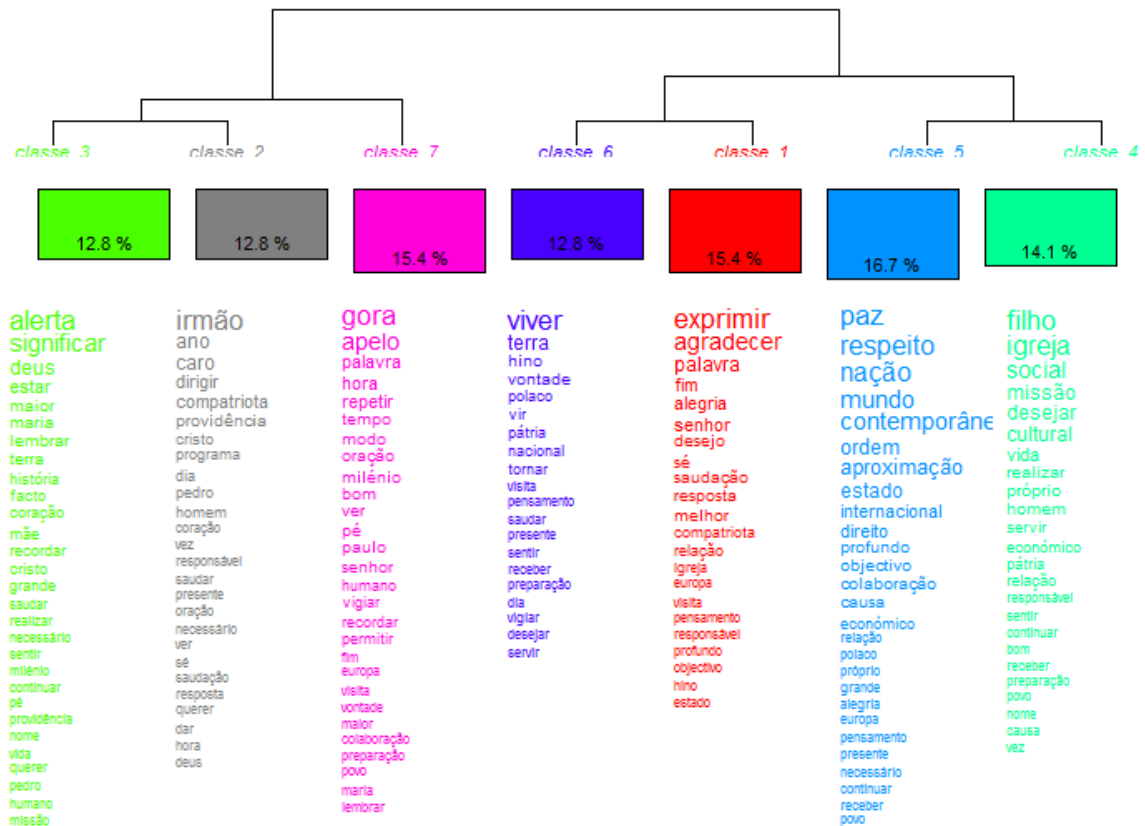 classe 3
classe 2
classe 7
classe 6
classe 1
classe 5
classe 4
12.8 %
12.8 %
15.4 %
12.8 %
15.4 %
16.7 %
14.1 %
alerta
significar
deus
estar
maior
maria
lembrar
terra
história
facto
coração
mãe
recordar
cristo
grande
saudar
realizar
necessário
sentir
milénio
continuar
pé
providência
nome
vida
querer
pedro
humano
missão
irmão
ano
caro
dirigir
compatriota
providência
cristo
programa
dia
pedro
homem
coração
vez
responsável
saudar
presente
oração
necessário
ver
sé
saudação
resposta
querer
dar
hora
deus
gora
apelo
palavra
hora
repetir
tempo
modo
oração
milénio
bom
ver
pé
paulo
senhor
humano
vigiar
recordar
permitir
fim
europa
visita
vontade
maior
colaboração
preparação
povo
maria
lembrar
viver
terra
hino
vontade
polaco
vir
pátria
nacional
tornar
visita
pensamento
saudar
presente
sentir
receber
preparação
dia
vigiar
desejar
servir
exprimir
agradecer
palavra
fim
alegria
senhor
desejo
sé
saudação
resposta
melhor
compatriota
relação
igreja
europa
visita
pensamento
responsável
profundo
objectivo
hino
estado
paz
respeito
nação
mundo
contemporâne
ordem
aproximação
estado
internacional
direito
profundo
objectivo
colaboração
causa
económico
relação
polaco
próprio
grande
alegria
europa
pensamento
presente
necessário
continuar
receber
povo
filho
igreja
social
missão
desejar
cultural
vida
realizar
próprio
homem
servir
económico
pátria
relação
responsável
sentir
continuar
bom
receber
preparação
povo
nome
causa
vez